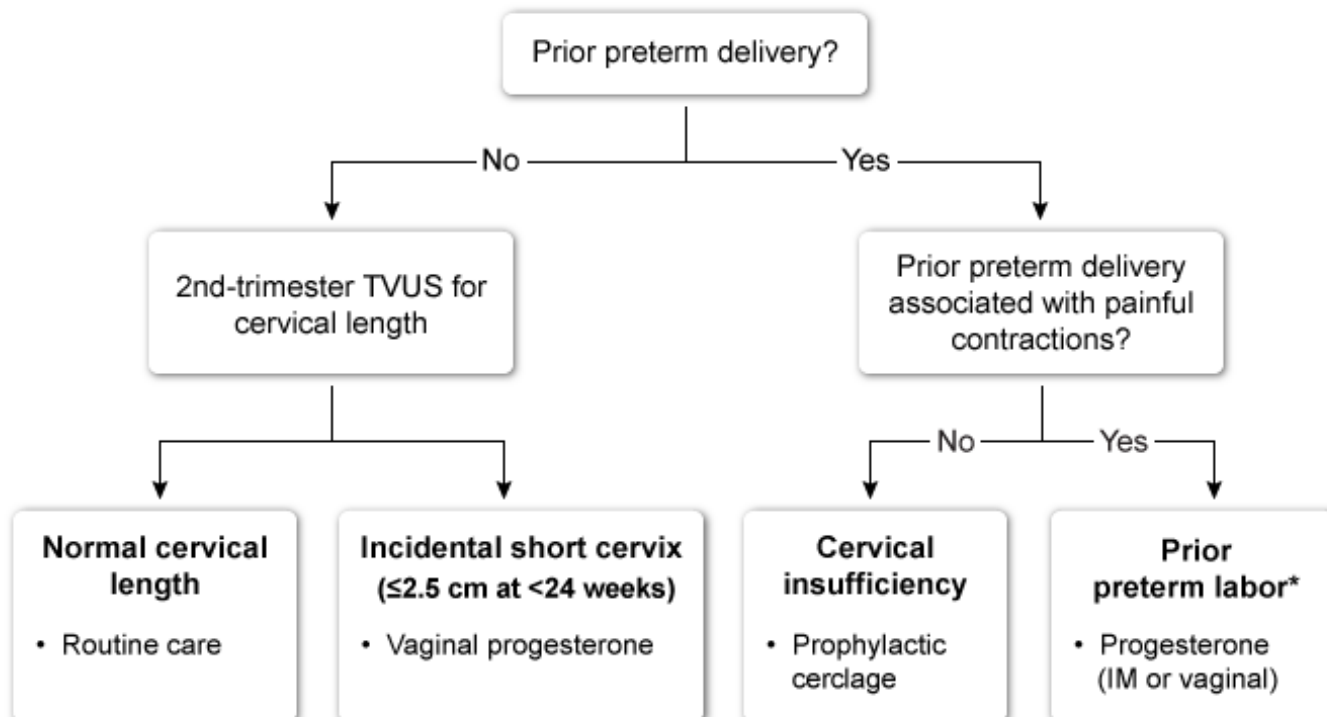 Prior preterm delivery?
No
Yes
2nd-trimester TVUS for
cervical length
Prior preterm delivery
associated with painful
contractions?
No
Yes
Normal cervical
length
• Routine care
Incidental short cervix
(≤2.5 cm at <24 weeks)
• Vaginal progesterone
Cervical
insufficiency
• Prophylactic
cerclage
Prior
preterm labor*
• Progesterone
(IM or vaginal)